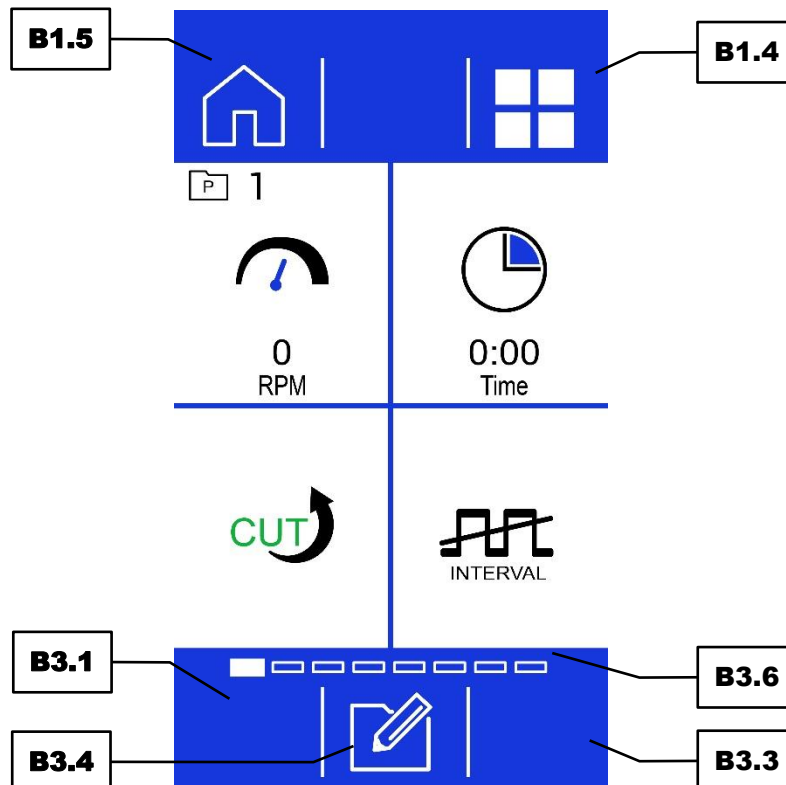 B1.5
B1.4
P 1
0
RPM
0:00
Time
CUT
INTERVAL
B3.1
B3.6
B3.4
B3.3